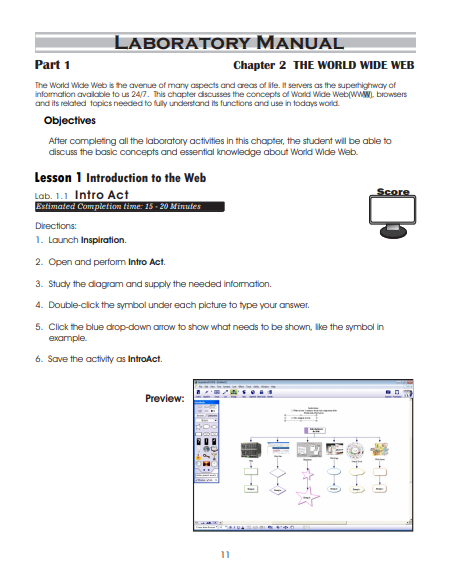 LABORATORY MANUAL
Part 1
Chapter 2 THE WORLD WIDE WEB
The World Wide Web is the avenue of many aspects and areas of life. It servers as the superhighway of
information available to us 24/7. This chapter discusses the concepts of World Wide Web(WWW), browsers
and its related topics needed to fully understand its functions and use in todays world.
Objectives
After completing all the laboratory activities in this chapter, the student will be able to
discuss the basic concepts and essential knowledge about World Wide Web.
Lesson 1 Introduction to the Web
Lab. 1.1 Intro Act
Score
Estimated Completion time: 15 - 20 Minutes
Directions:
1. Launch Inspiration.
2. Open and perform Intro Act.
3. Study the diagram and supply the needed information.
4. Double-click the symbol under each picture to type your answer.
5. Click the blue drop-down arrow to show what needs to be shown, like the symbol in
example.
6. Save the activity as IntroAct.
Preview:
11